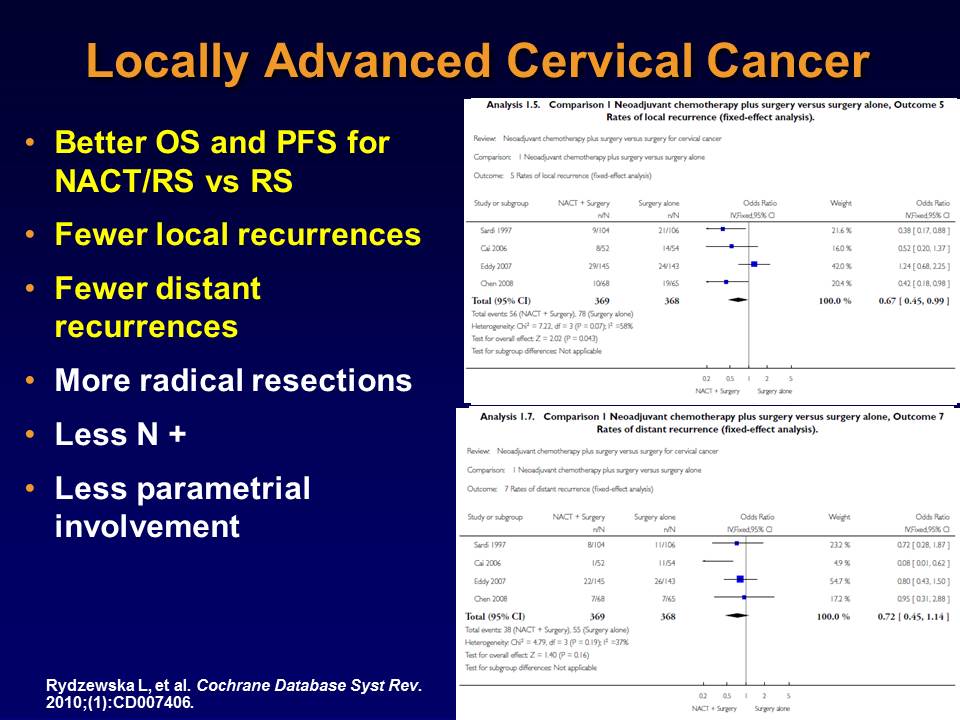 Locally Advanced Cervical Cancer
• Better OS and PFS for
NACT/RS vs RS
• Fewer local recurrences
• Fewer distant
recurrences
• More radical resections
• Less N +
• Less parametrial
involvement
Rydzewska L, et al. Cochrane Database Syst Rev.
2010;(1):CD007406.
Analysis 1.5. Comparison 1 Neoadjuvant chemotherapy plus surgery versus surgery alone, Outcome 5
Rates of local recurrence (fixed-effect analysis).
Review: Neoadjuvant chemotherapy plus surgery versus surgery for cervical cancer
Comparison: 1 Neoadjuvant chemotherapy plus surgery versus surgery alone
Outcome: 5 Rates of local recurrence (fixed-effect analysis)
Study or subgroup NACT + Surgery Surgery alone Odds Ratio Weight Odds Ratio
n/N n/N IV,Fixed,95% CI IV,Fixed,95% CI
Sardi 1997 9/104 21/106 21.6 % 0.38 [ 0.17, 0.88 ]
Cai 2006 8/52 14/54 16.0 % 0.52 [ 0.20, 1.37 ]
Eddy 2007 29/145 24/143 42.0 % 1.24 [ 0.68, 2.25 ]
Chen 2008 10/68 19/65 20.4 % 0.42 [ 0.18, 0.98 ]
Total (95% CI) 369 368 100.0 % 0.67 [ 0.45, 0.99 ]
Total events: 56 (NACT + Surgery), 78 (Surgery alone)
Heterogeneity: Chi² = 7.22, df = 3 (P = 0.07); I² =58%
Test for overall effect: Z = 2.02 (P = 0.043)
Test for subgroup differences: Not applicable
0.2 0.5 1 2 5
NACT + Surgery Surgery alone
Analysis 1.7. Comparison 1 Neoadjuvant chemotherapy plus surgery versus surgery alone, Outcome 7
Rates of distant recurrence (fixed-effect analysis).
Review: Neoadjuvant chemotherapy plus surgery versus surgery for cervical cancer
Comparison: 1 Neoadjuvant chemotherapy plus surgery versus surgery alone
Outcome: 7 Rates of distant recurrence (fixed-effect analysis)
Study or subgroup NACT + Surgery Surgery alone Odds Ratio Weight Odds Ratio
n/N n/N IV,Fixed,95% CI IV,Fixed,95% CI
Sardi 1997 8/104 11/106 23.2 % 0.72 [ 0.28, 1.87 ]
Cai 2006 1/52 11/54 4.9 % 0.08 [ 0.01, 0.62 ]
Eddy 2007 22/145 26/143 54.7 % 0.80 [ 0.43, 1.50 ]
Chen 2008 7/68 7/65 17.2 % 0.95 [ 0.31, 2.88 ]
Total (95% CI) 369 368 100.0 % 0.72 [ 0.45, 1.14 ]
Total events: 38 (NACT + Surgery), 55 (Surgery alone)
Heterogeneity: Chi² = 4.79, df = 3 (P = 0.19); I² =37%
Test for overall effect: Z = 1.40 (P = 0.16)
Test for subgroup differences: Not applicable
0.2 0.5 1 2 5
NACT + Surgery Surgery alone